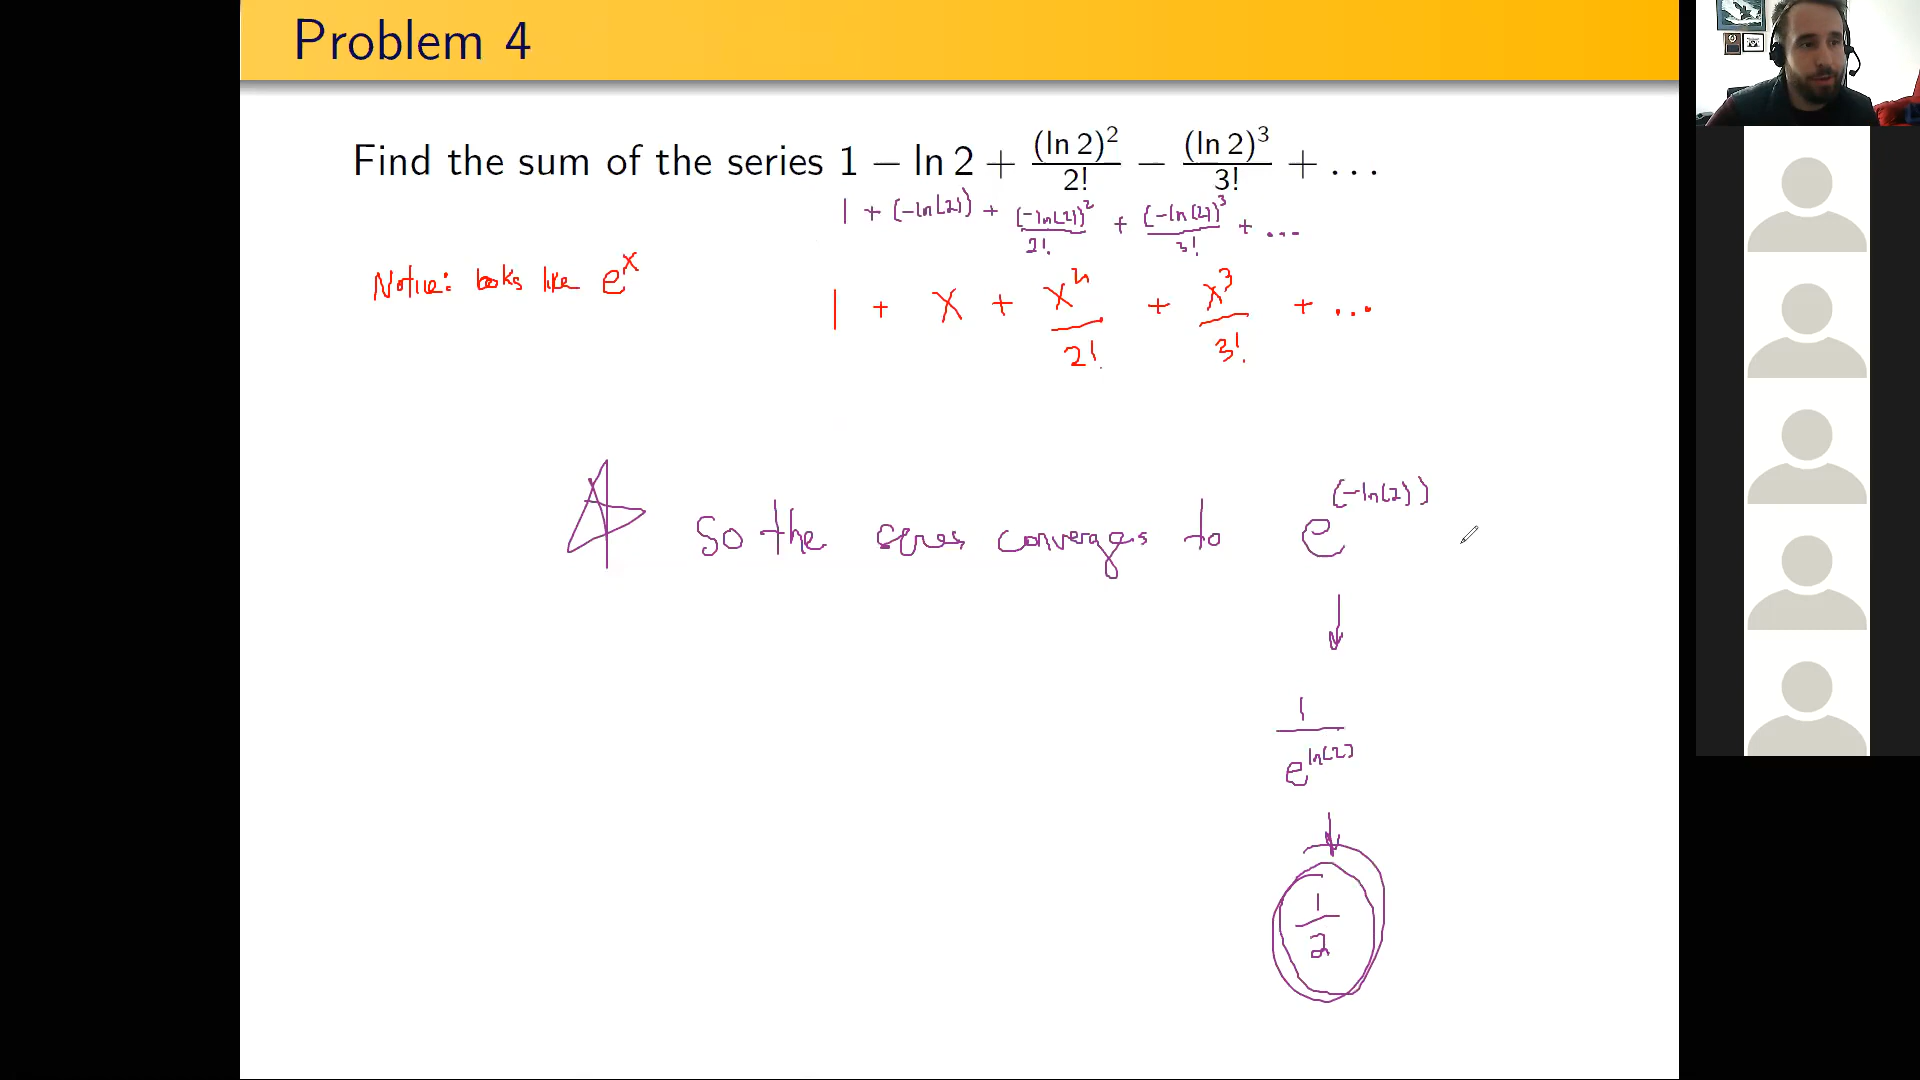 Problem 4
Find the sum of the series 1 − ln 2 + (ln 2)²/2! − (ln 2)³/3! + . . .
1 + (-ln(2)) + (-ln(2))²/2! + (-ln(2))³/3! + ...
Notice: looks like eˣ
1 + x + x²/2! + x³/3! + ...
So the series converges to e^(-ln(2))
↓
1/e^ln(2)
↓
1/2